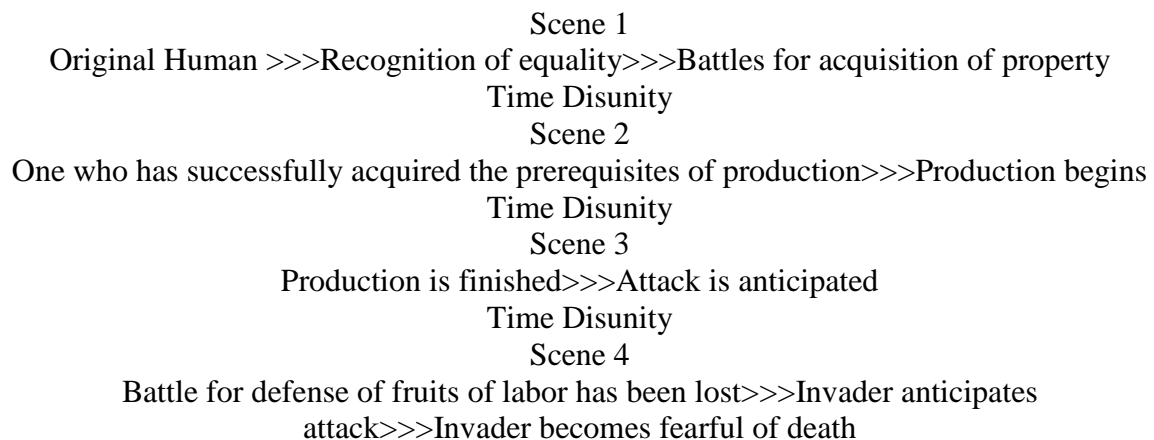 Scene 1
Original Human >>>Recognition of equality>>>Battles for acquisition of property
Time Disunity
Scene 2
One who has successfully acquired the prerequisites of production>>>Production begins
Time Disunity
Scene 3
Production is finished>>>Attack is anticipated
Time Disunity
Scene 4
Battle for defense of fruits of labor has been lost>>>Invader anticipates
attack>>>Invader becomes fearful of death